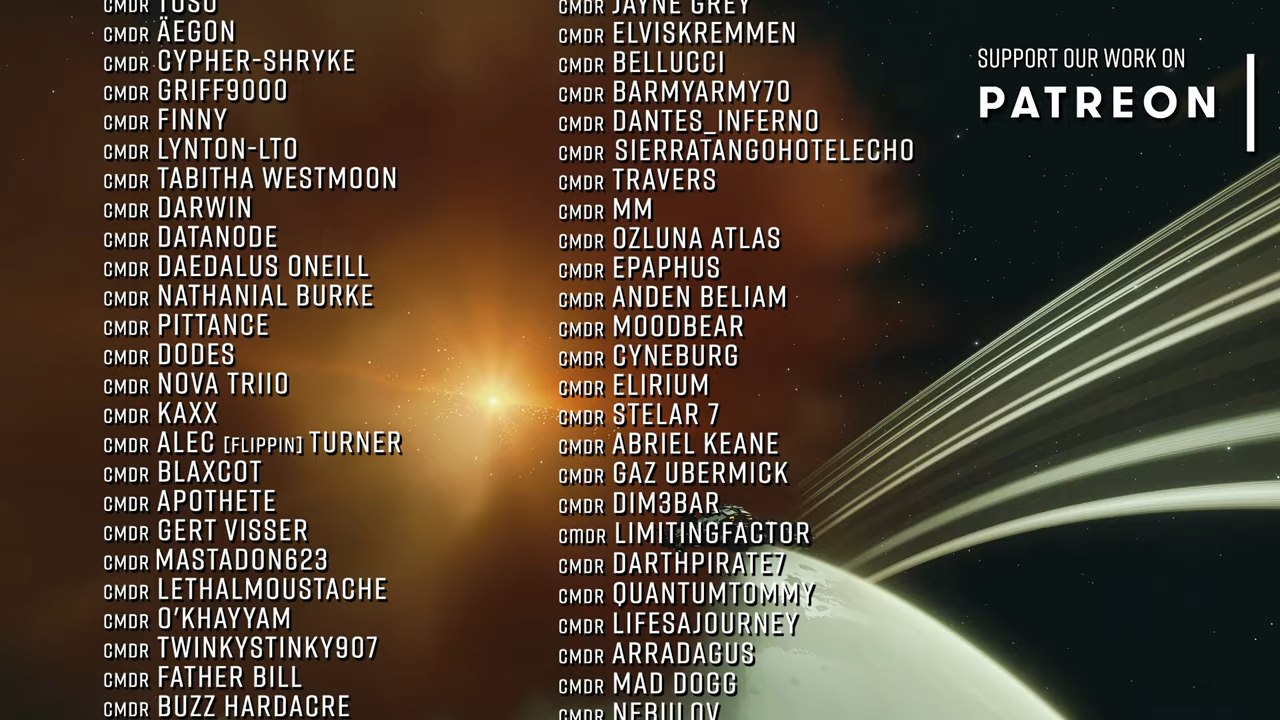 CMDR TOSO
CMDR ÄEGON
CMDR CYPHER-SHRYKE
CMDR GRIFF9000
CMDR FINNY
CMDR LYNTON-LTO
CMDR TABITHA WESTMOON
CMDR DARWIN
CMDR DATANODE
CMDR DAEDALUS ONEILL
CMDR NATHANIAL BURKE
CMDR PITTANCE
CMDR DODES
CMDR NOVA TRIIO
CMDR KAXX
CMDR ALEC [FLIPPIN] TURNER
CMDR BLAXCOT
CMDR APOTHETE
CMDR GERT VISSER
CMDR MASTADON623
CMDR LETHALMOUSTACHE
CMDR O'KHAYYAM
CMDR TWINKYSTINKY907
CMDR FATHER BILL
CMDR BUZZ HARDACRE
CMDR JAYNE GREY
CMDR ELVISKREMMEN
CMDR BELLUCCI
CMDR BARMYARMY70
CMDR DANTES_INFERNO
CMDR SIERRATANGOHOTELECHO
CMDR TRAVERS
CMDR MM
CMDR OZLUNA ATLAS
CMDR EPAPHUS
CMDR ANDEN BELIAM
CMDR MOODBEAR
CMDR CYNEBURG
CMDR ELIRIUM
CMDR STELAR 7
CMDR ABRIEL KEANE
CMDR GAZ UBERMICK
CMDR DIM3BAR
cmDR LIMITINGFACTOR
CMDR DARTHPIRATE7
CMDR QUANTUMTOMMY
CMDR LIFESAJOURNEY
CMDR ARRADAGUS
CMDR MAD DOGG
CMDR NEBULOV
SUPPORT OUR WORK ON
PATREON